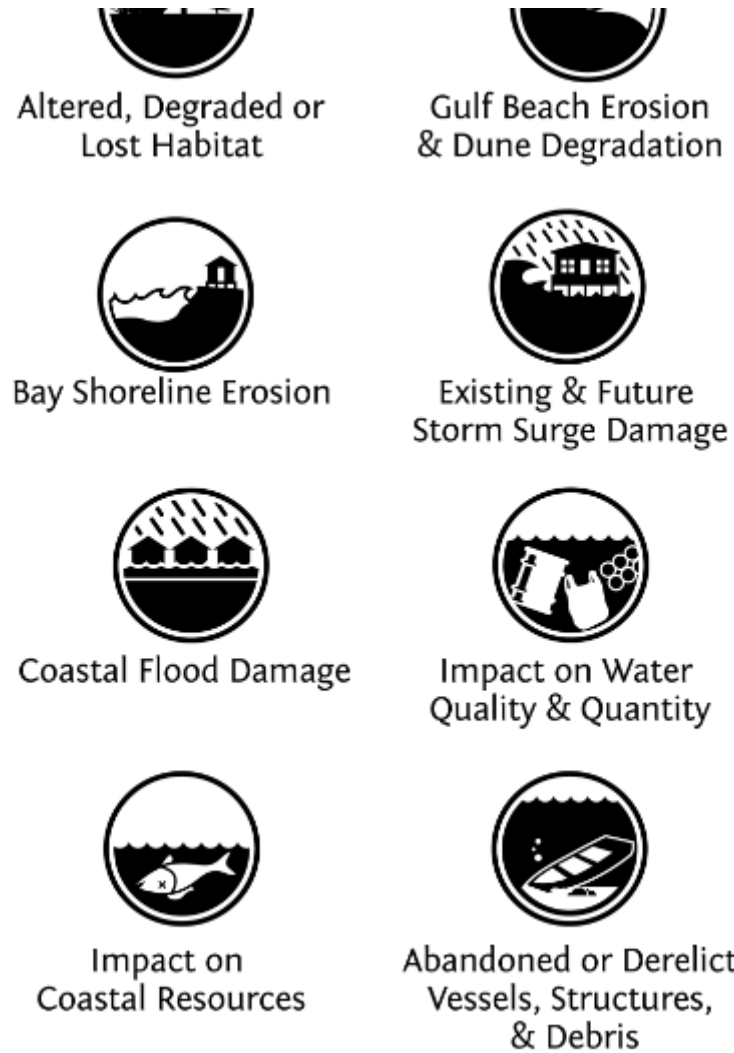 Altered, Degraded or
Lost Habitat
Gulf Beach Erosion
& Dune Degradation
Bay Shoreline Erosion
Existing & Future
Storm Surge Damage
Coastal Flood Damage
Impact on Water
Quality & Quantity
Impact on
Coastal Resources
Abandoned or Derelict
Vessels, Structures,
& Debris